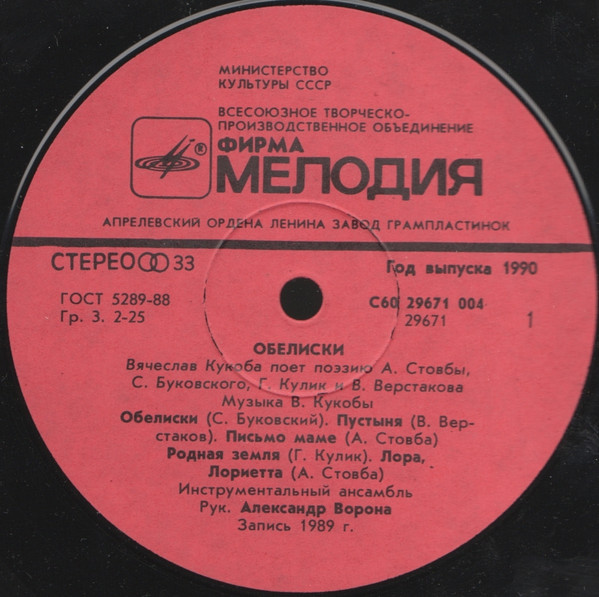 МИНИСТЕРСТВО
КУЛЬТУРЫ СССР
ВСЕСОЮЗНОЕ ТВОРЧЕСКО-
ПРОИЗВОДСТВЕННОЕ ОБЪЕДИНЕНИЕ
®
ФИРМА
МЕЛОДИЯ
АПРЕЛЕВСКИЙ ОРДЕНА ЛЕНИНА ЗАВОД ГРАМПЛАСТИНОК
СТЕРЕО 33
Год выпуска 1990
ГОСТ 5289-88
Гр. 3. 2-25
С60 29671 004
29671
1
ОБЕЛИСКИ
Вячеслав Кукоба поет поэзию А. Стовбы,
С. Буковского, Г. Кулик и В. Верстакова
Музыка В. Кукобы
Обелиски (С. Буковский). Пустыня (В. Вер-
стаков). Письмо маме (А. Стовба)
Родная земля (Г. Кулик). Лора,
Лориетта (А. Стовба)
Инструментальный ансамбль
Рук. Александр Ворона
Запись 1989 г.